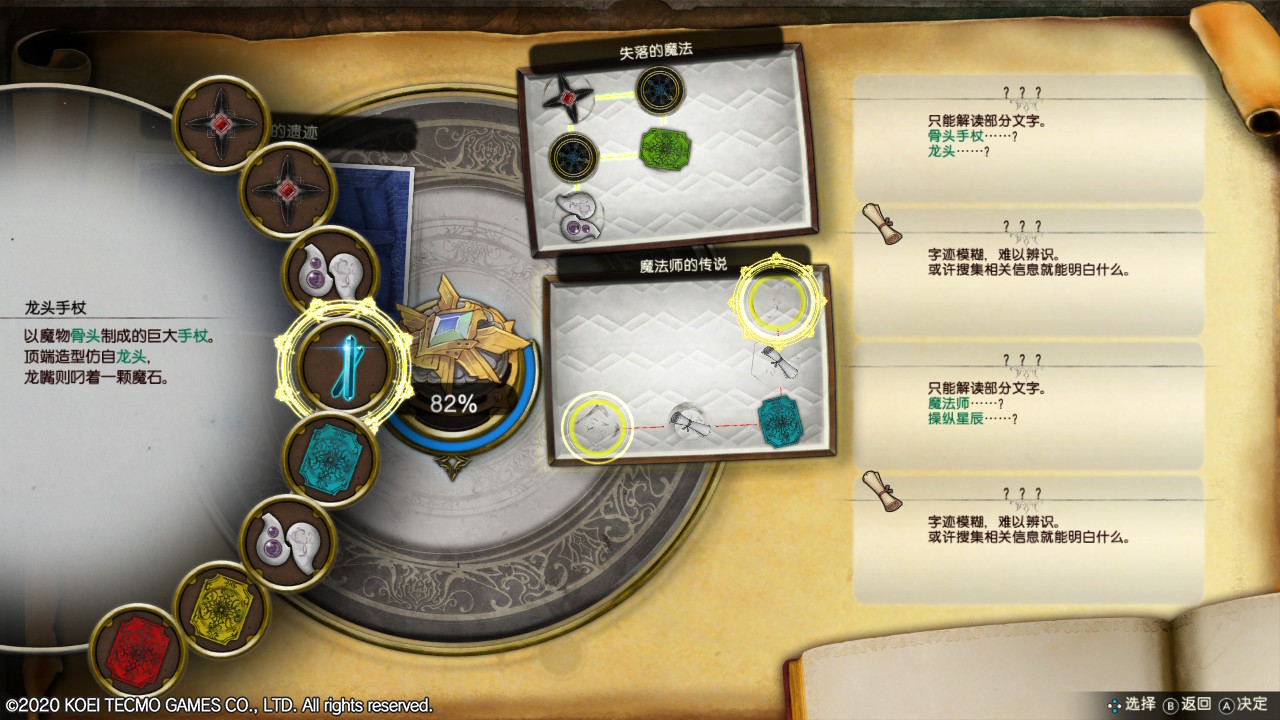 失落的魔法
的遗迹
魔法师的传说
82%
龙头手杖
以魔物骨头制成的巨大手杖。
顶端造型仿自龙头，
龙嘴则叼着一颗魔石。
？？？
只能解读部分文字。
骨头手杖……?
龙头……?
？？？
字迹模糊，难以辨识。
或许搜集相关信息就能明白什么。
？？？
只能解读部分文字。
魔法师……?
操纵星辰……?
？？？
字迹模糊，难以辨识。
或许搜集相关信息就能明白什么。
选择 B返回 A决定
©2020 KOEI TECMO GAMES CO., LTD. All rights reserved.